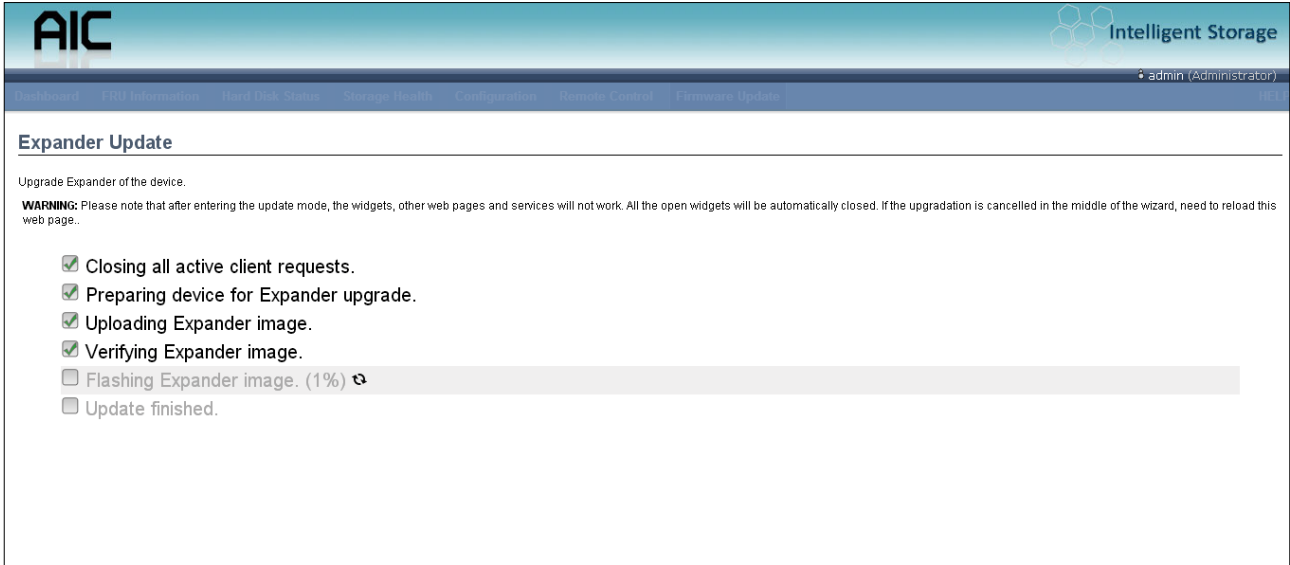 AIC
Intelligent Storage
admin (Administrator)
Dashboard FRU Information Hard Disk Status Storage Health Configuration Remote Control Firmware Update HELP
Expander Update
Upgrade Expander of the device.
WARNING: Please note that after entering the update mode, the widgets, other web pages and services will not work. All the open widgets will be automatically closed. If the upgradation is cancelled in the middle of the wizard, need to reload this
web page..
Closing all active client requests.
Preparing device for Expander upgrade.
Uploading Expander image.
Verifying Expander image.
Flashing Expander image. (1%)
Update finished.